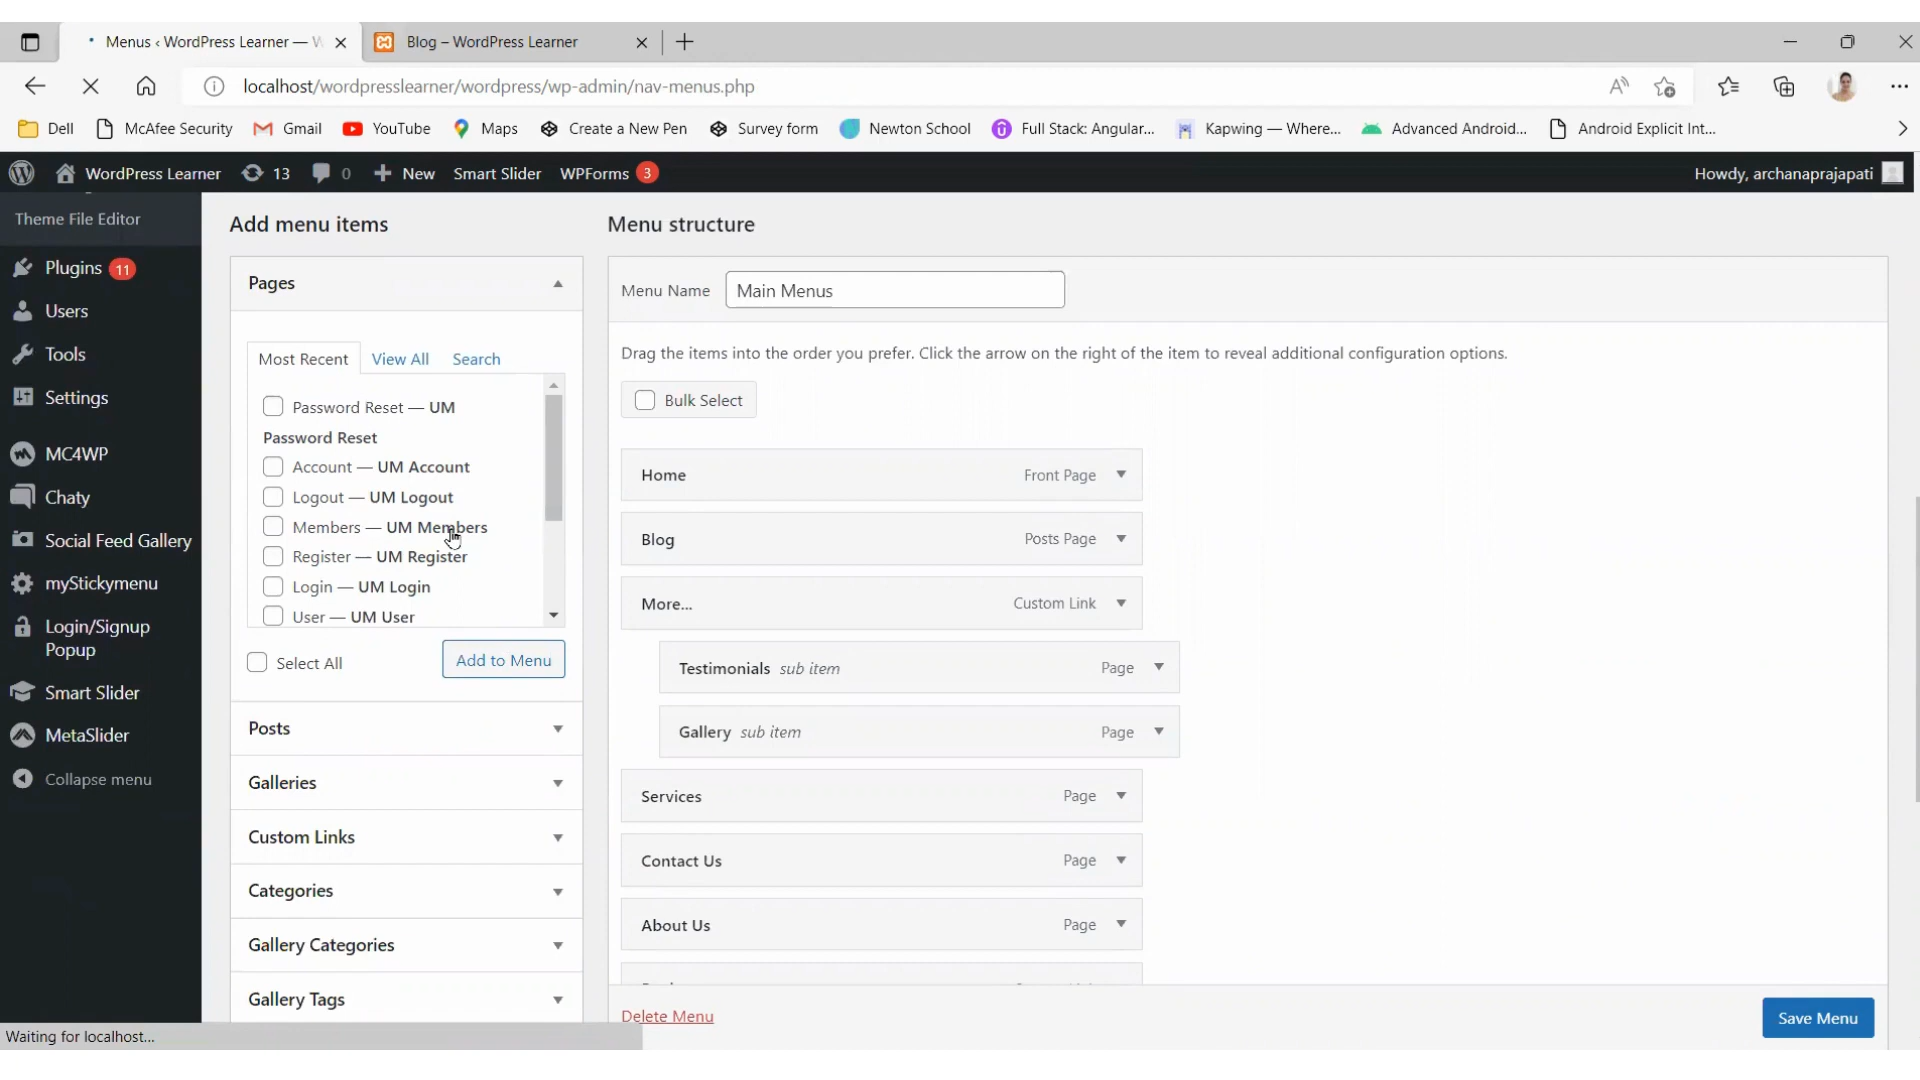 Menus ‹ WordPress Learner — W
Blog – WordPress Learner
localhost/wordpresslearner/wordpress/wp-admin/nav-menus.php
Dell
McAfee Security
Gmail
YouTube
Maps
Create a New Pen
Survey form
Newton School
Full Stack: Angular...
Kapwing — Where...
Advanced Android...
Android Explicit Int...
WordPress Learner
13
0
New
Smart Slider
WPForms 3
Howdy, archanaprajapati
Theme File Editor
Plugins 11
Users
Tools
Settings
MC4WP
Chaty
Social Feed Gallery
myStickymenu
Login/Signup
Popup
Smart Slider
MetaSlider
Collapse menu
Add menu items
Pages
Most Recent
View All
Search
Password Reset — UM
Password Reset
Account — UM Account
Logout — UM Logout
Members — UM Members
Register — UM Register
Login — UM Login
User — UM User
Select All
Add to Menu
Posts
Galleries
Custom Links
Categories
Gallery Categories
Gallery Tags
Menu structure
Menu Name
Main Menus
Drag the items into the order you prefer. Click the arrow on the right of the item to reveal additional configuration options.
Bulk Select
Home Front Page
Blog Posts Page
More... Custom Link
Testimonials sub item Page
Gallery sub item Page
Services Page
Contact Us Page
About Us Page
Delete Menu
Save Menu
Waiting for localhost...